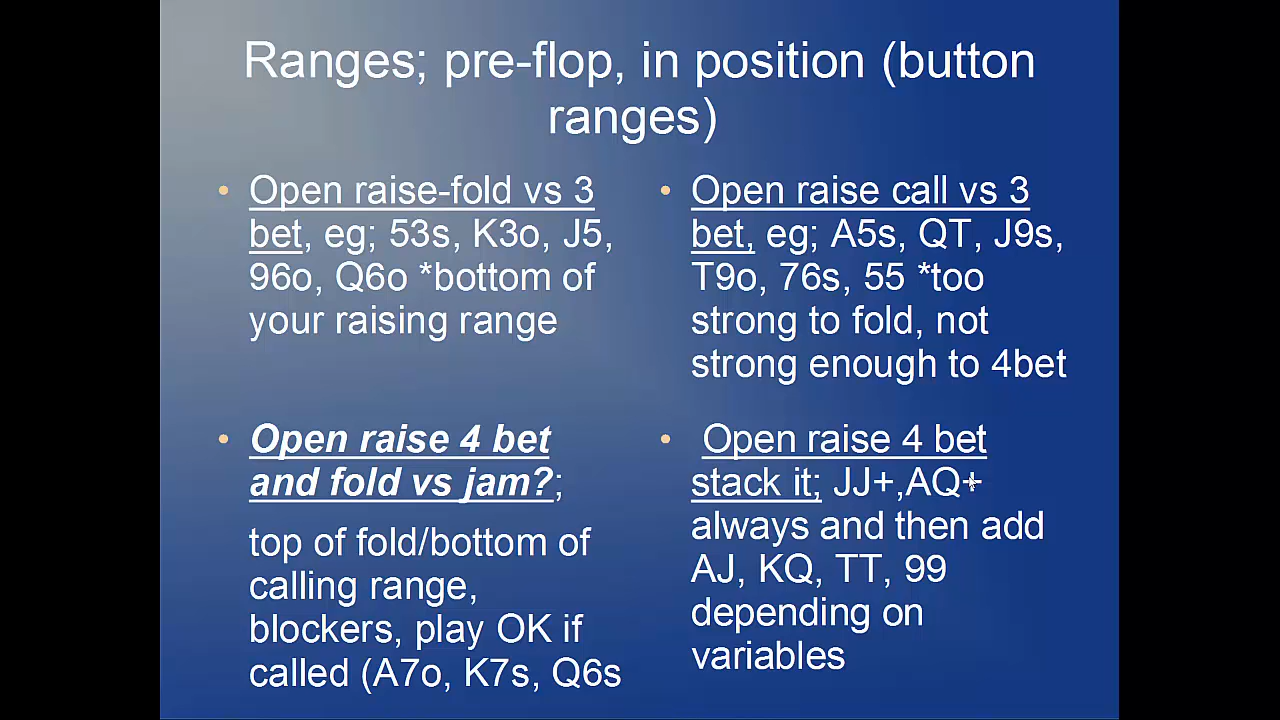 Ranges; pre-flop, in position (button
ranges)
• Open raise-fold vs 3
bet, eg; 53s, K3o, J5,
96o, Q6o *bottom of
your raising range
• Open raise call vs 3
bet, eg; A5s, QT, J9s,
T9o, 76s, 55 *too
strong to fold, not
strong enough to 4bet
• Open raise 4 bet
and fold vs jam?;
top of fold/bottom of
calling range,
blockers, play OK if
called (A7o, K7s, Q6s
• Open raise 4 bet
stack it; JJ+,AQ+
always and then add
AJ, KQ, TT, 99
depending on
variables